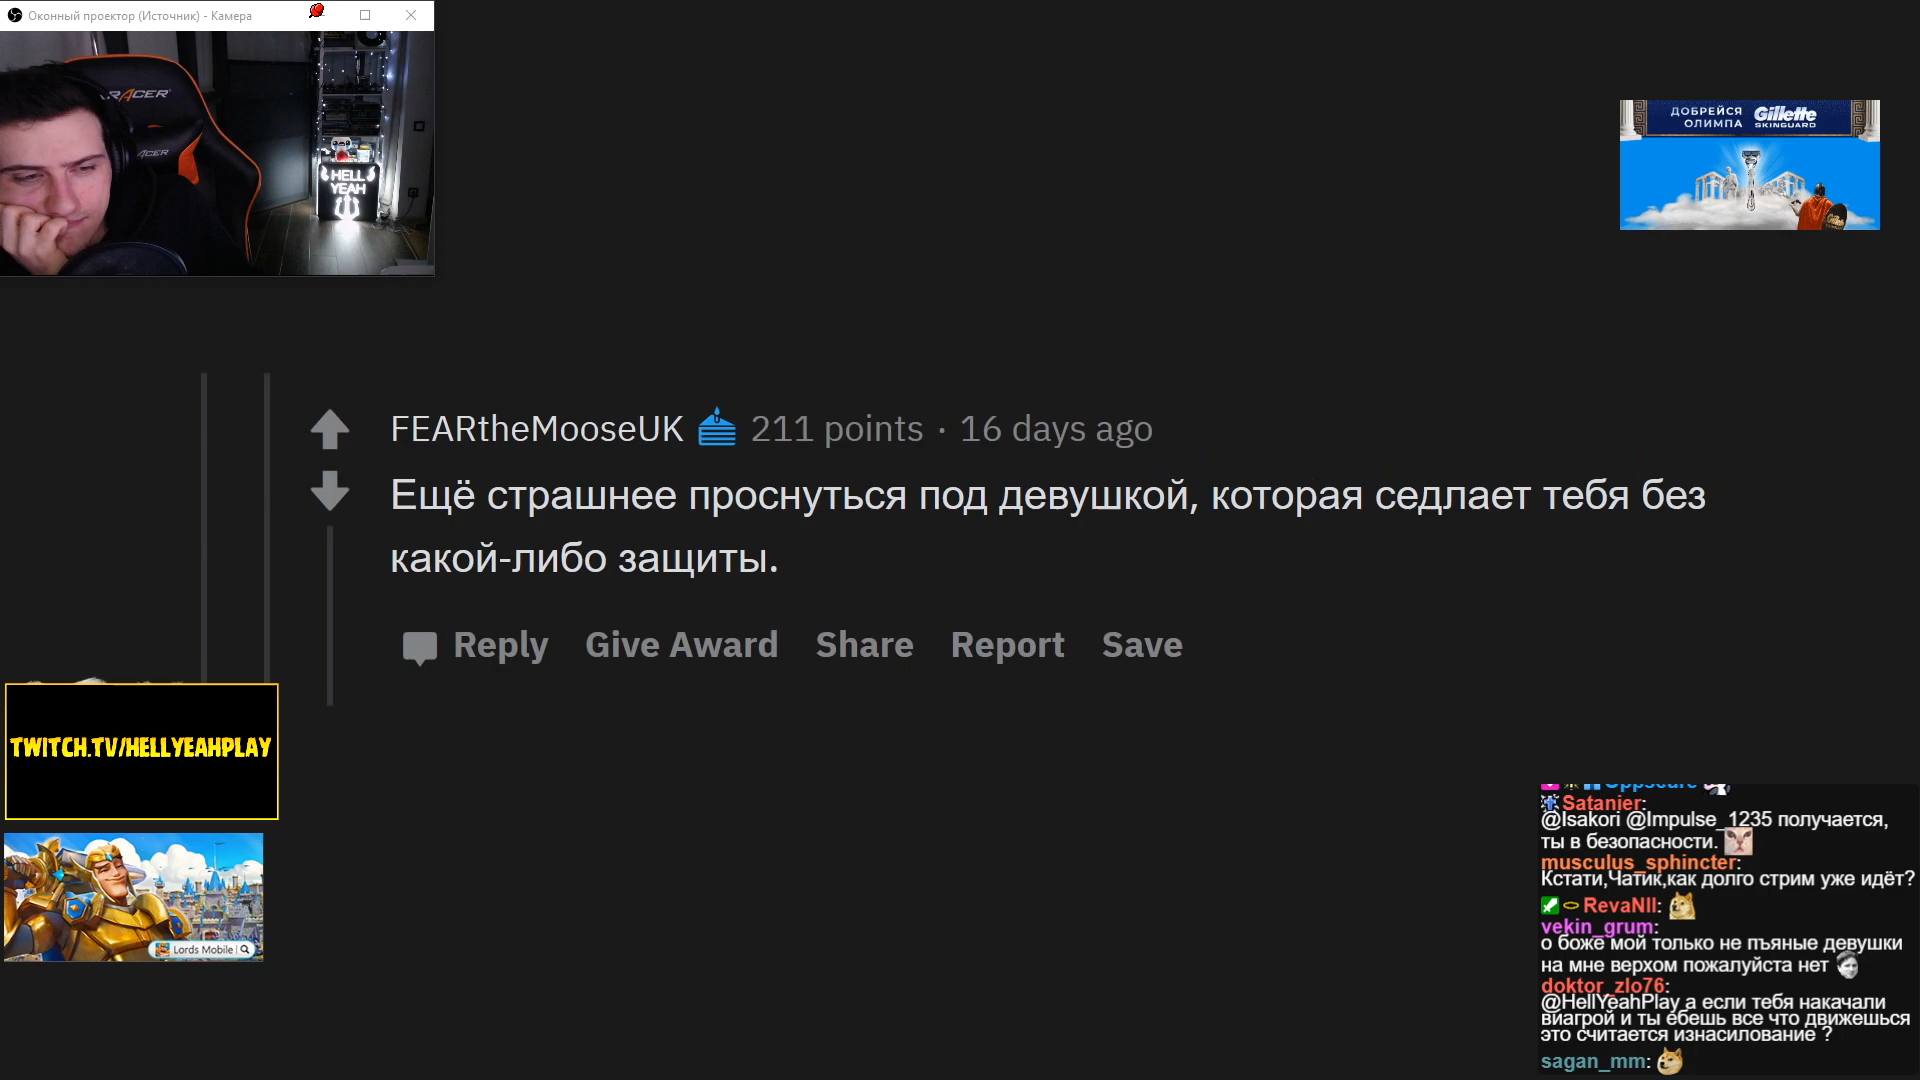 Оконный проектор (Источник) - Камера
RACER
ACER
HELL
YEAH
ДОБРЕЙСЯ
ОЛИМПА
Gillette
SKINGUARD
FEARtheMooseUK 211 points · 16 days ago
Ещё страшнее проснуться под девушкой, которая седлает тебя без
какой-либо защиты.
Reply Give Award Share Report Save
TWITCH.TV/HELLYEAHPLAY
Lords Mobile
Satanier:
@Isakori @Impulse_1235 получается,
ты в безопасности.
musculus_sphincter:
Кстати,Чатик,как долго стрим уже идёт?
RevaNII:
vekin_grum:
о боже мой только не пъяные девушки
на мне верхом пожалуйста нет
doktor_zlo76:
@HellYeahPlay а если тебя накачали
виагрой и ты ебешь все что движешься
это считается изнасилование ?
sagan_mm: